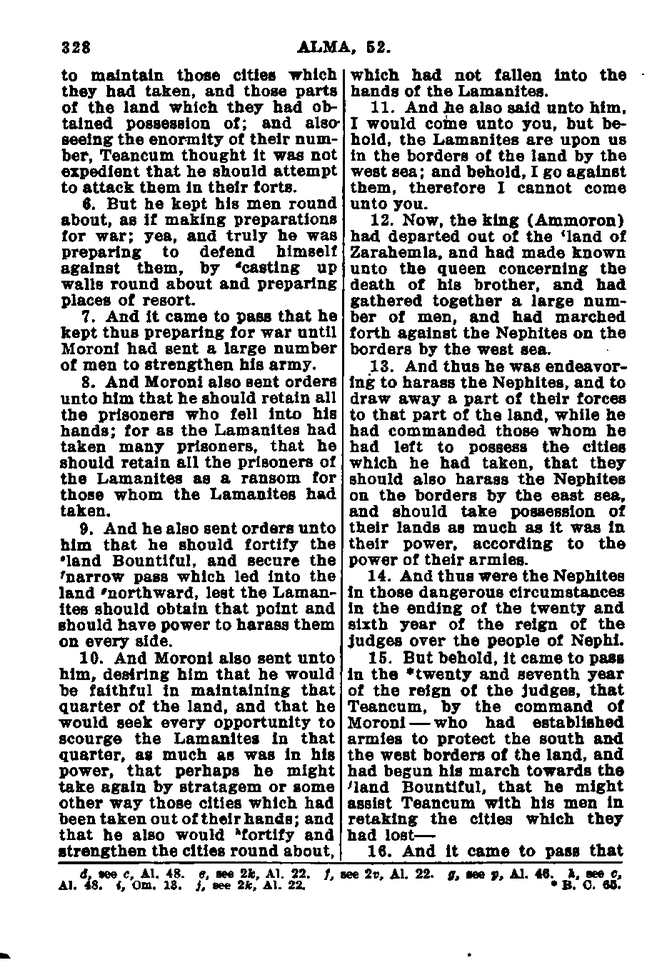 328 ALMA, 52.
to maintain those cities which
they had taken, and those parts
of the land which they had ob-
tained possession of; and also
seeing the enormity of their num-
ber, Teancum thought it was not
expedient that he should attempt
to attack them in their forts.
6. But he kept his men round
about, as if making preparations
for war; yea, and truly he was
preparing to defend himself
against them, by ᵈcasting up
walls round about and preparing
places of resort.
7. And it came to pass that he
kept thus preparing for war until
Moroni had sent a large number
of men to strengthen his army.
8. And Moroni also sent orders
unto him that he should retain all
the prisoners who fell into his
hands; for as the Lamanites had
taken many prisoners, that he
should retain all the prisoners of
the Lamanites as a ransom for
those whom the Lamanites had
taken.
9. And he also sent orders unto
him that he should fortify the
ᵉland Bountiful, and secure the
ᶠnarrow pass which led into the
land ᵍnorthward, lest the Laman-
ites should obtain that point and
should have power to harass them
on every side.
10. And Moroni also sent unto
him, desiring him that he would
be faithful in maintaining that
quarter of the land, and that he
would seek every opportunity to
scourge the Lamanites in that
quarter, as much as was in his
power, that perhaps he might
take again by stratagem or some
other way those cities which had
been taken out of their hands; and
that he also would ʰfortify and
strengthen the cities round about,
which had not fallen into the
hands of the Lamanites.
11. And he also said unto him,
I would come unto you, but be-
hold, the Lamanites are upon us
in the borders of the land by the
west sea; and behold, I go against
them, therefore I cannot come
unto you.
12. Now, the king (Ammoron)
had departed out of the ⁱland of
Zarahemla, and had made known
unto the queen concerning the
death of his brother, and had
gathered together a large num-
ber of men, and had marched
forth against the Nephites on the
borders by the west sea.
13. And thus he was endeavor-
ing to harass the Nephites, and to
draw away a part of their forces
to that part of the land, while he
had commanded those whom he
had left to possess the cities
which he had taken, that they
should also harass the Nephites
on the borders by the east sea,
and should take possession of
their lands as much as it was in
their power, according to the
power of their armies.
14. And thus were the Nephites
in those dangerous circumstances
in the ending of the twenty and
sixth year of the reign of the
judges over the people of Nephi.
15. But behold, it came to pass
in the *twenty and seventh year
of the reign of the judges, that
Teancum, by the command of
Moroni—who had established
armies to protect the south and
the west borders of the land, and
had begun his march towards the
ʲland Bountiful, that he might
assist Teancum with his men in
retaking the cities which they
had lost—
16. And it came to pass that
d, see c, Al. 48. e, see 2k, Al. 22. f, see 2v, Al. 22. g, see p, Al. 46. h, see c,
Al. 48. i, Om. 13. j, see 2k, Al. 22. * B. C. 65.